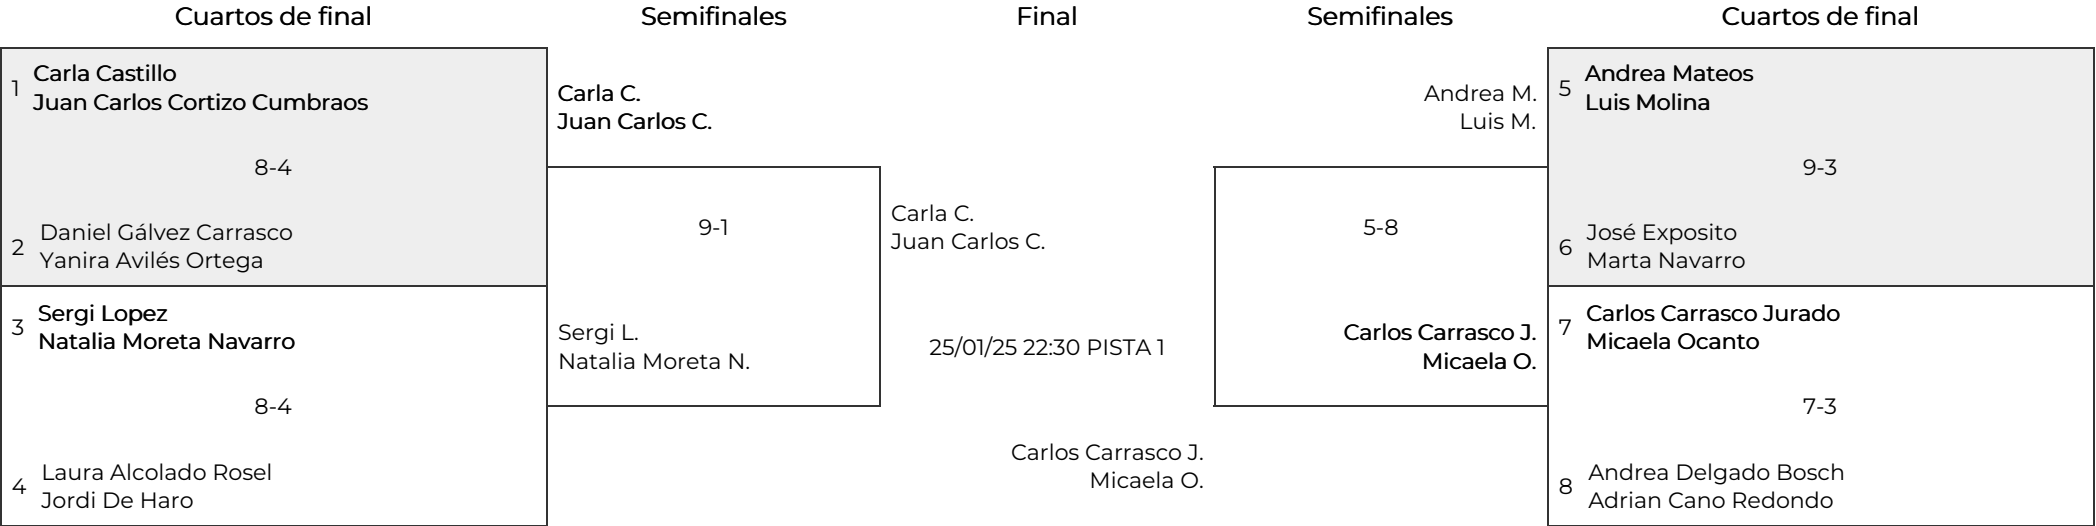 Cuartos de final
Semifinales
Final
Semifinales
Cuartos de final
1
Carla Castillo
Juan Carlos Cortizo Cumbraos
8-4
2
Daniel Gálvez Carrasco
Yanira Avilés Ortega
3
Sergi Lopez
Natalia Moreta Navarro
8-4
4
Laura Alcolado Rosel
Jordi De Haro
Carla C.
Juan Carlos C.
9-1
Sergi L.
Natalia Moreta N.
Carla C.
Juan Carlos C.
25/01/25 22:30 PISTA 1
Carlos Carrasco J.
Micaela O.
Andrea M.
Luis M.
5-8
Carlos Carrasco J.
Micaela O.
5
Andrea Mateos
Luis Molina
9-3
6
José Exposito
Marta Navarro
7
Carlos Carrasco Jurado
Micaela Ocanto
7-3
8
Andrea Delgado Bosch
Adrian Cano Redondo